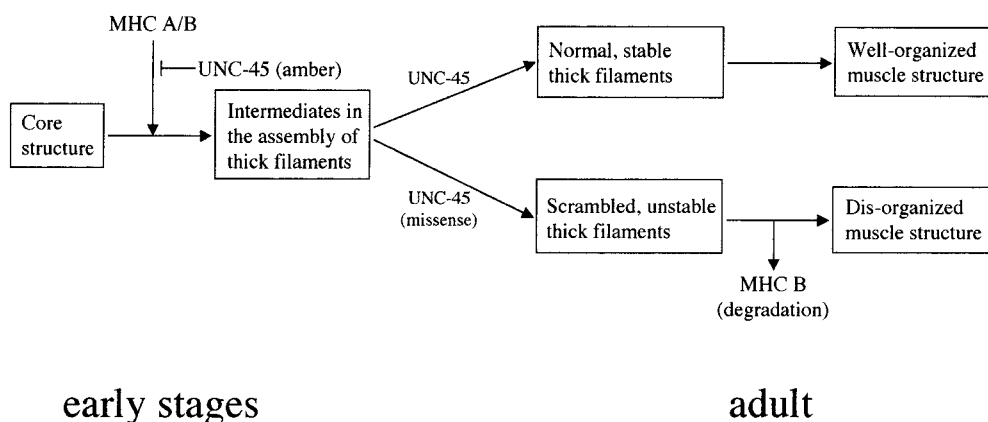 MHC A/B
UNC-45 (amber)
Core
structure
Intermediates in
the assembly of
thick filaments
UNC-45
Normal, stable
thick filaments
Well-organized
muscle structure
UNC-45
(missense)
Scrambled, unstable
thick filaments
Dis-organized
muscle structure
MHC B
(degradation)
early stages
adult